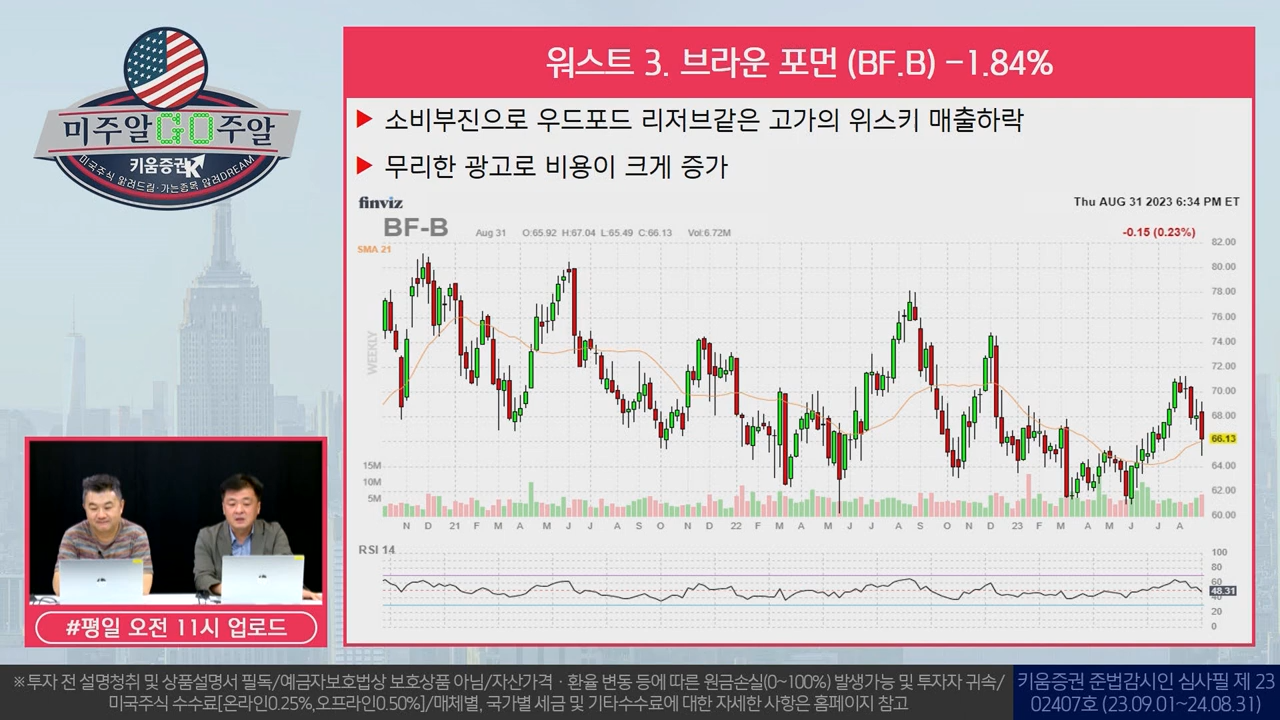 워스트 3. 브라운 포먼 (BF.B) -1.84%
미주알GO주알
키움증권
미국주식 알려드림·가는종목 알려DREAM
▶ 소비부진으로 우드포드 리저브같은 고가의 위스키 매출하락
▶ 무리한 광고로 비용이 크게 증가
finviz
Thu AUG 31 2023 6:34 PM ET
BF-B
Aug 31 O:65.92 H:67.04 L:65.49 C:66.13 Vol:6.72M
-0.15 (0.23%)
SMA 21
WEEKLY
82.00
80.00
78.00
76.00
74.00
72.00
70.00
68.00
66.13
64.00
62.00
60.00
15M
10M
5M
N D 21 F M A M J J A S O N D 22 F M A M J J A S O N D 23 F M A M J J A
RSI 14
100
80
60
48.31
40
20
0
#평일 오전 11시 업로드
※ 투자 전 설명청취 및 상품설명서 필독/예금자보호법상 보호상품 아님/자산가격 · 환율 변동 등에 따른 원금손실(0~100%) 발생가능 및 투자자 귀속/
미국주식 수수료[온라인0.25%,오프라인0.50%]/매체별, 국가별 세금 및 기타수수료에 대한 자세한 사항은 홈페이지 참고
키움증권 준법감시인 심사필 제 23
02407호 (23.09.01~24.08.31)